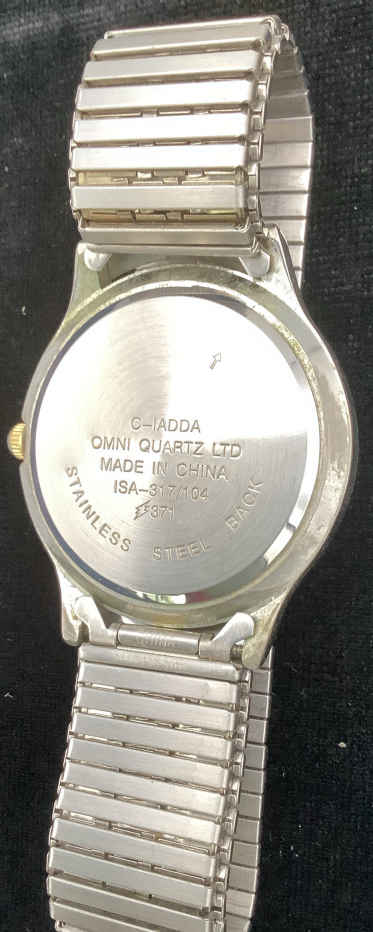 C-IADDA
OMNI QUARTZ LTD
MADE IN CHINA
ISA-317/104
371
STAINLESS STEEL BACK